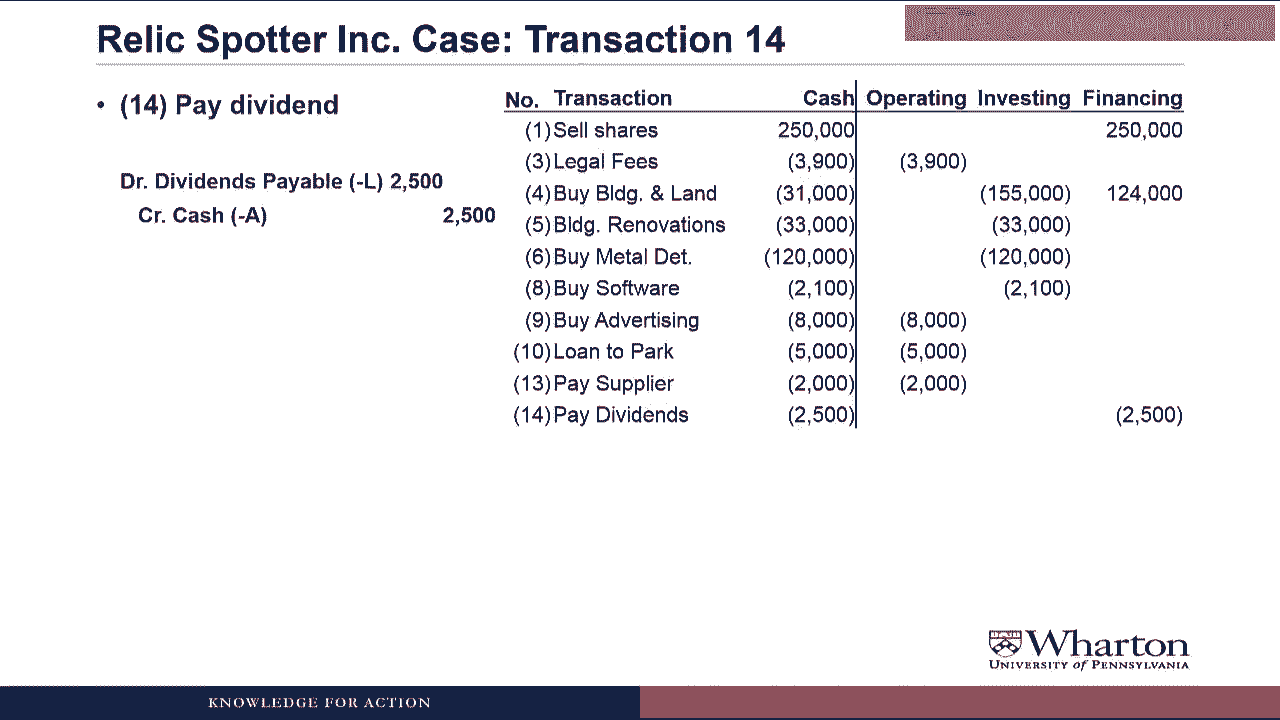 Relic Spotter Inc. Case: Transaction 14
• (14) Pay dividend
Dr. Dividends Payable (-L) 2,500
Cr. Cash (-A) 2,500
No. Transaction Cash Operating Investing Financing
(1) Sell shares 250,000 250,000
(3) Legal Fees (3,900) (3,900)
(4) Buy Bldg. & Land (31,000) (155,000) 124,000
(5) Bldg. Renovations (33,000) (33,000)
(6) Buy Metal Det. (120,000) (120,000)
(8) Buy Software (2,100) (2,100)
(9) Buy Advertising (8,000) (8,000)
(10) Loan to Park (5,000) (5,000)
(13) Pay Supplier (2,000) (2,000)
(14) Pay Dividends (2,500) (2,500)
Wharton
UNIVERSITY of PENNSYLVANIA
KNOWLEDGE FOR ACTION